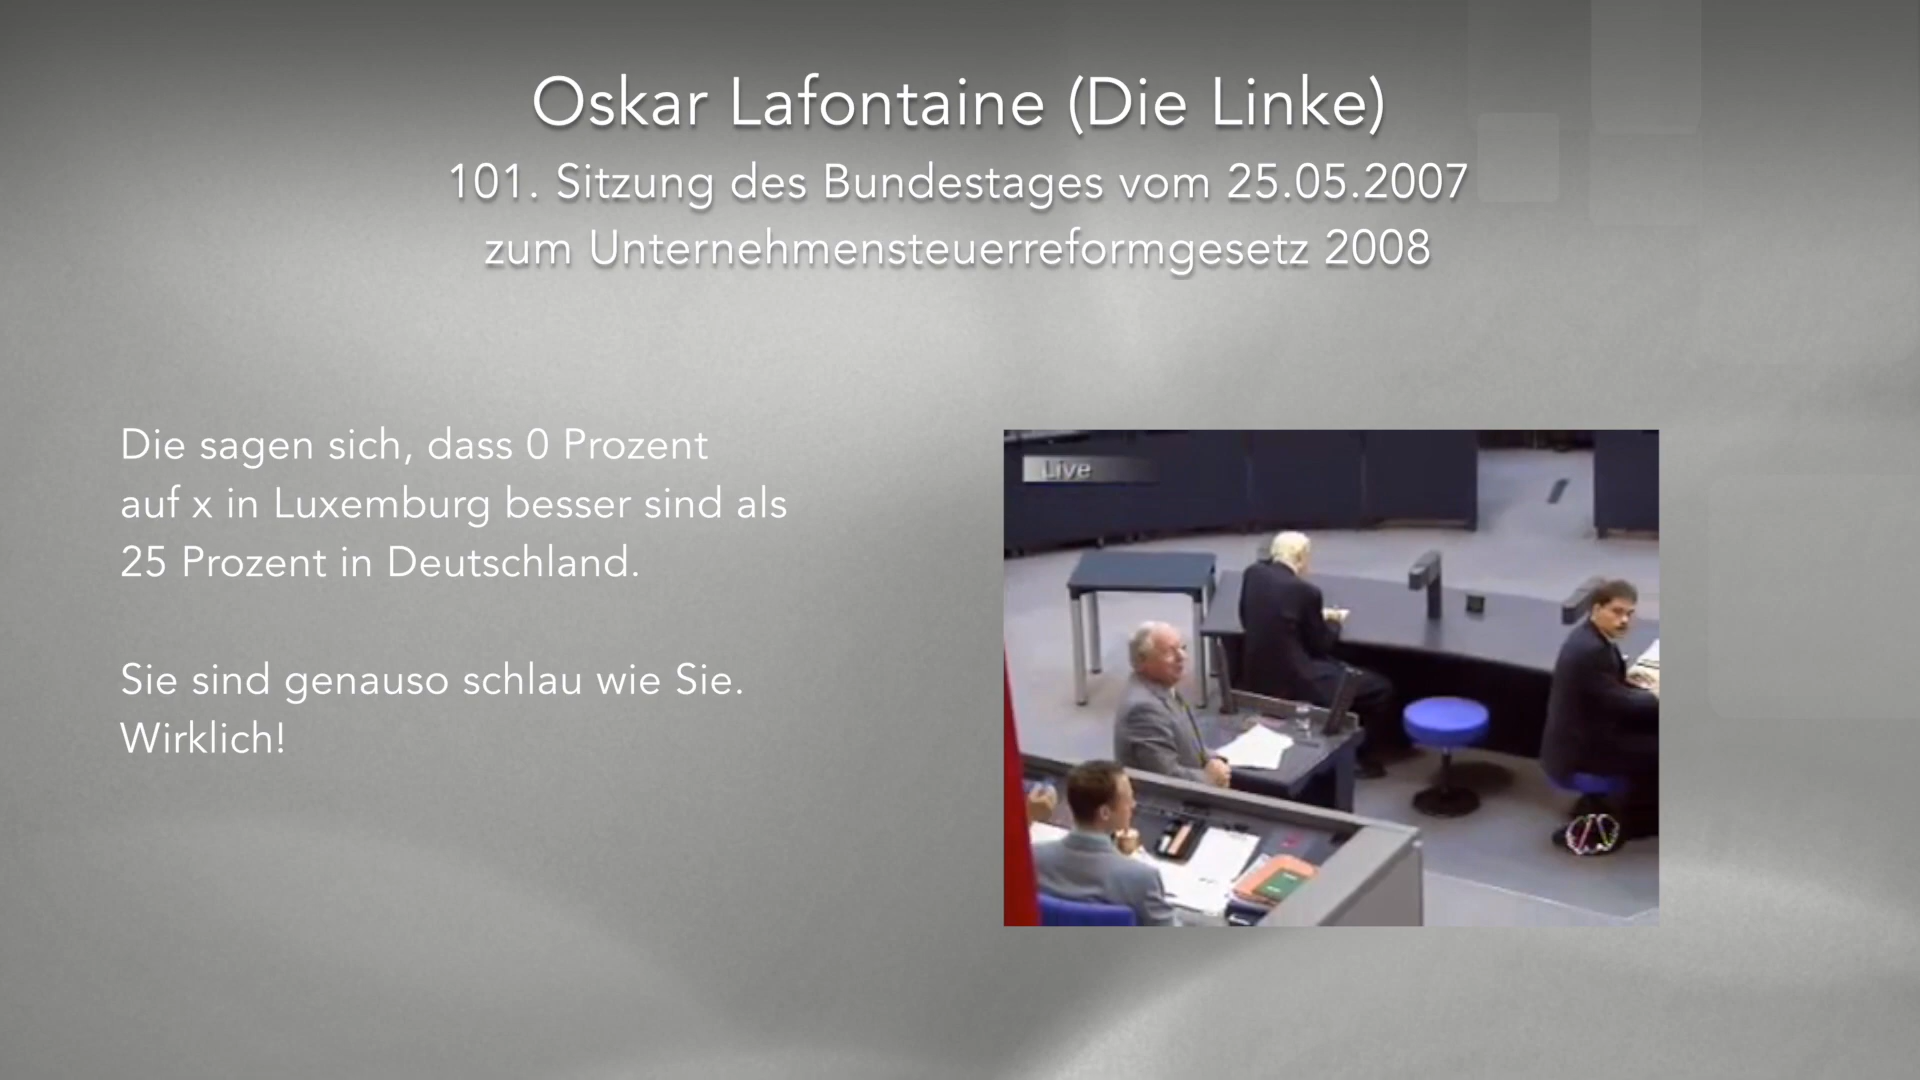 Oskar Lafontaine (Die Linke)
101. Sitzung des Bundestages vom 25.05.2007
zum Unternehmensteuerreformgesetz 2008
Die sagen sich, dass 0 Prozent
auf x in Luxemburg besser sind als
25 Prozent in Deutschland.
Sie sind genauso schlau wie Sie.
Wirklich!
Live